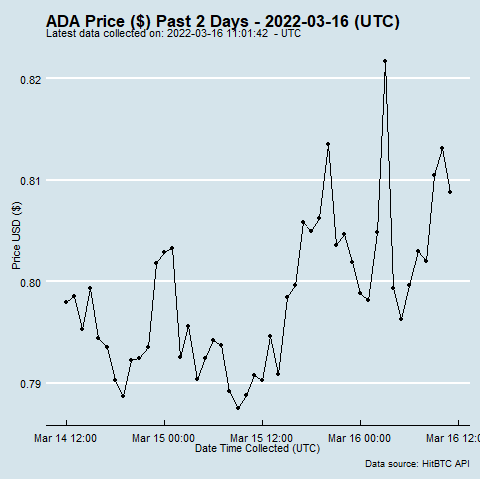 ADA Price ($) Past 2 Days - 2022-03-16 (UTC)
Latest data collected on: 2022-03-16 11:01:42 - UTC
0.82
0.81
0.80
0.79
Price USD ($)
Mar 14 12:00 Mar 15 00:00 Mar 15 12:00 Mar 16 00:00 Mar 16 12:0
Date Time Collected (UTC)
Data source: HitBTC API